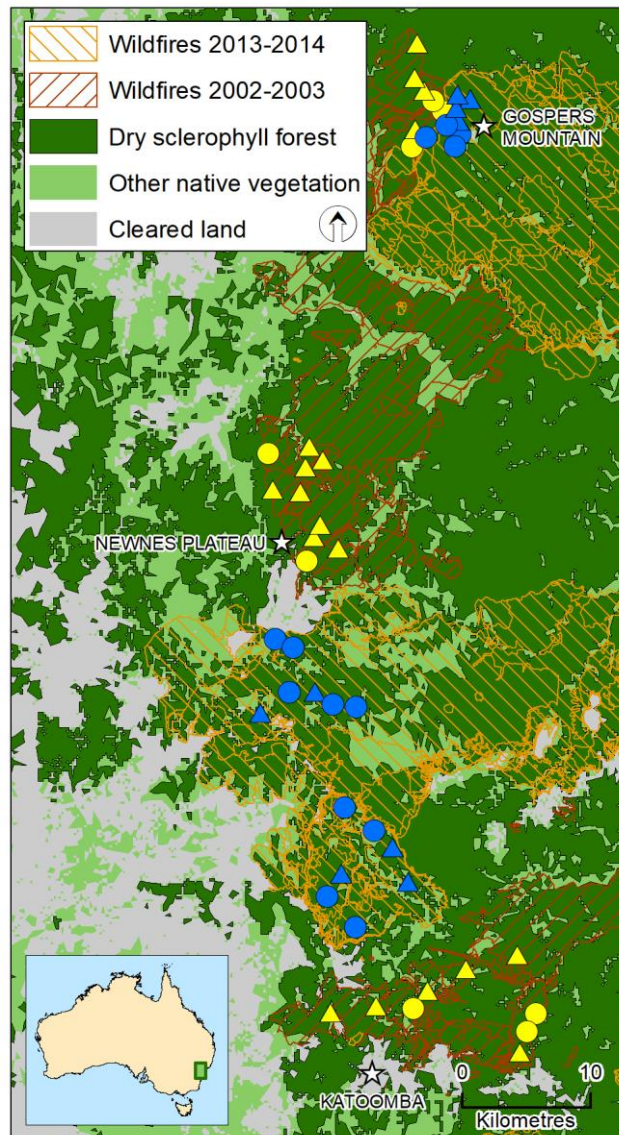 Wildfires 2013-2014
Wildfires 2002-2003
Dry sclerophyll forest
Other native vegetation
Cleared land
GOSPERS
MOUNTAIN
NEWNES PLATEAU
KATOOMBA
0 10
Kilometres